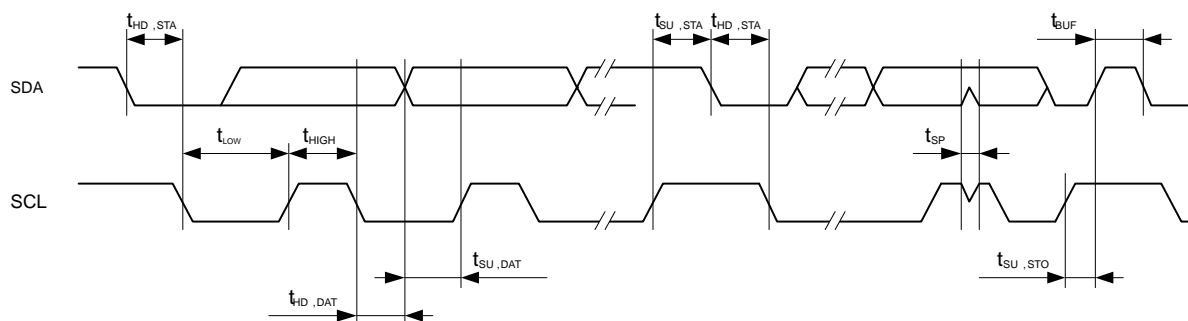 tHD,STA
tSU,STA
tHD,STA
tBUF
SDA
tLOW
tHIGH
tSP
SCL
tSU,DAT
tSU,STO
tHD,DAT